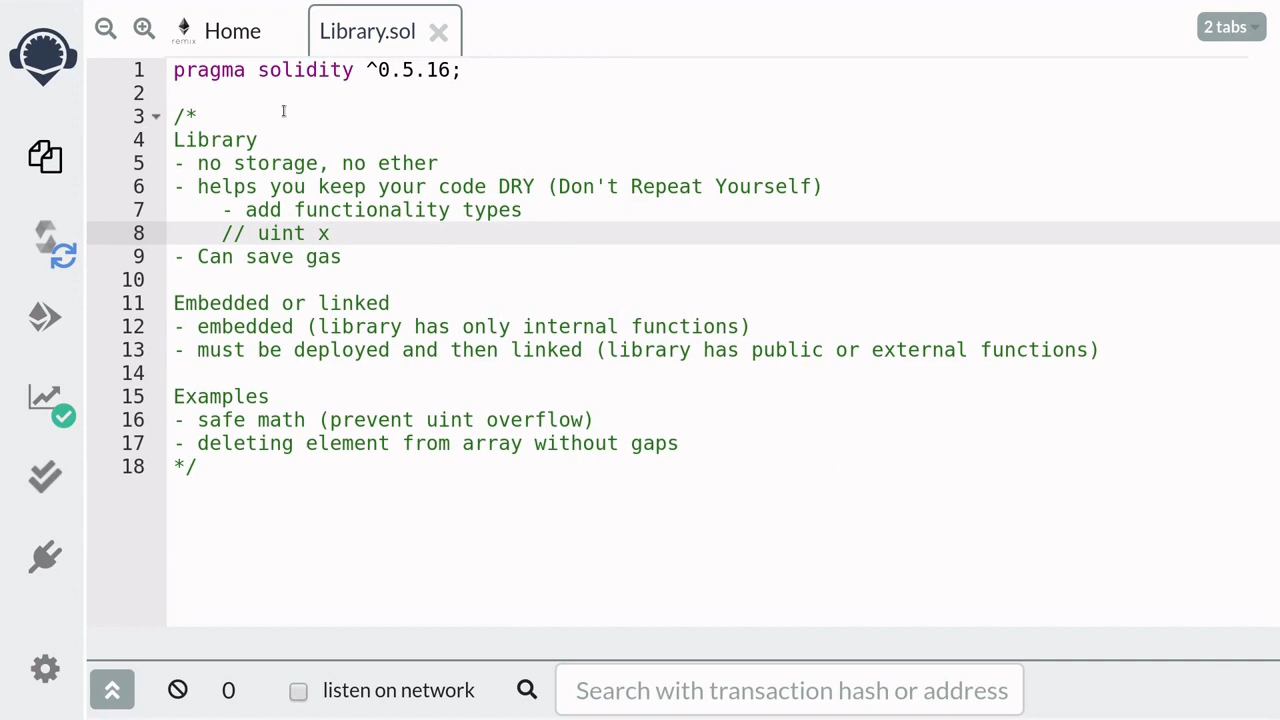 Home
Library.sol
2 tabs
remix
1 pragma solidity ^0.5.16;
2
3 /*
4 Library
5 - no storage, no ether
6 - helps you keep your code DRY (Don't Repeat Yourself)
7 - add functionality types
8 // uint x
9 - Can save gas
10
11 Embedded or linked
12 - embedded (library has only internal functions)
13 - must be deployed and then linked (library has public or external functions)
14
15 Examples
16 - safe math (prevent uint overflow)
17 - deleting element from array without gaps
18 */
0
listen on network
Search with transaction hash or address